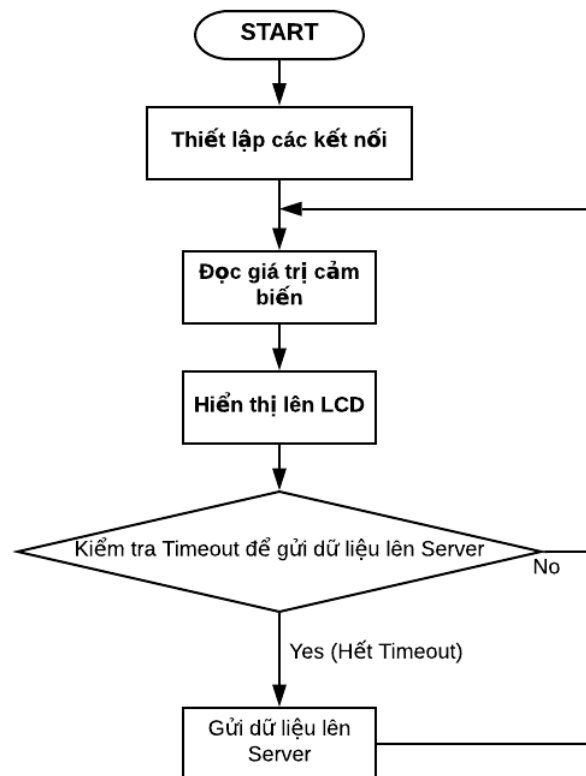 START
Thiết lập các kết nối
Đọc giá trị cảm
biến
Hiển thị lên LCD
Kiểm tra Timeout để gửi dữ liệu lên Server
No
Yes (Hết Timeout)
Gửi dữ liệu lên
Server